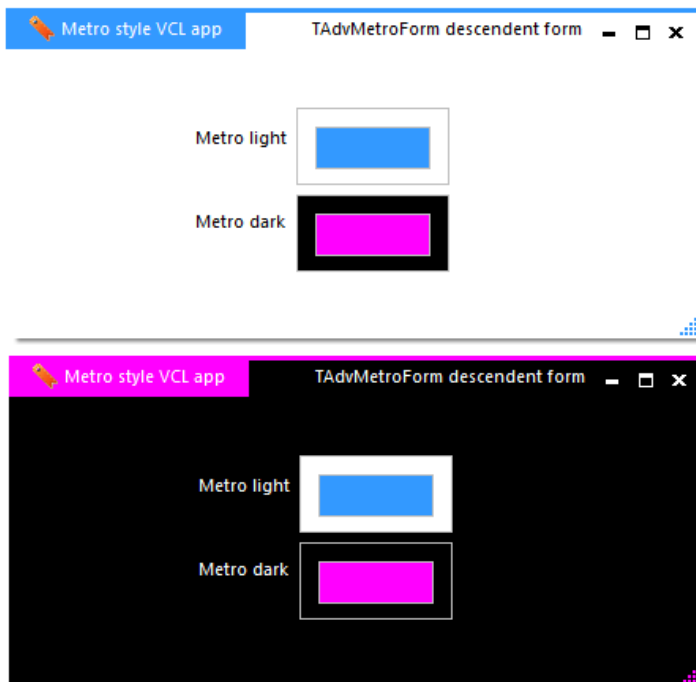 Metro style VCL app TAdvMetroForm descendent form
Metro light
Metro dark
Metro style VCL app TAdvMetroForm descendent form
Metro light
Metro dark